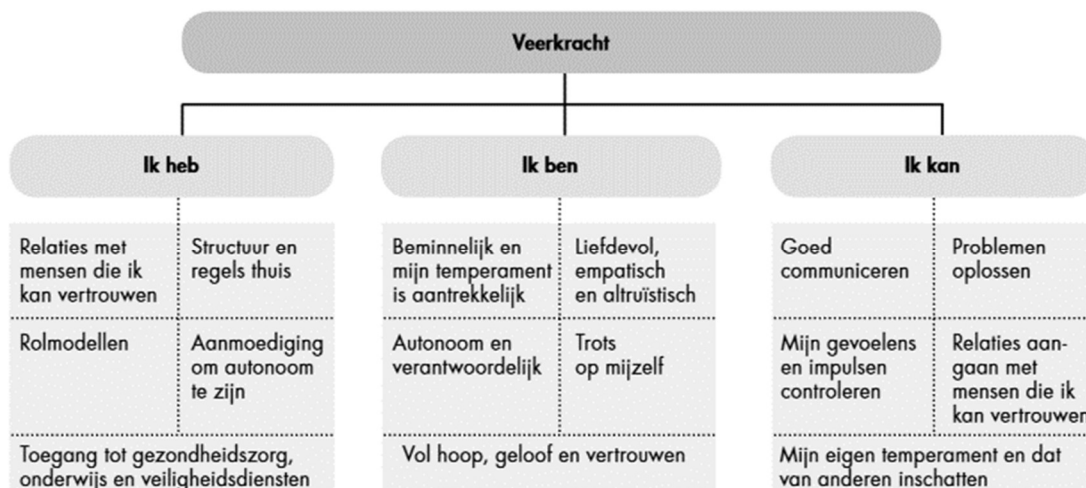 Veerkracht
Ik heb
Ik ben
Ik kan
Relaties met
mensen die ik
kan vertrouwen
Structuur en
regels thuis
Rolmodellen
Aanmoediging
om autonoom
te zijn
Toegang tot gezondheidszorg,
onderwijs en veiligheidsdiensten
Beminnelijk en
mijn temperament
is aantrekkelijk
Liefdevol,
empatisch
en altruïstisch
Autonoom en
verantwoordelijk
Trots
op mijzelf
Vol hoop, geloof en vertrouwen
Goed
communiceren
Problemen
oplossen
Mijn gevoelens
en impulsen
controleren
Relaties aan-
gaan met
mensen die ik
kan vertrouwen
Mijn eigen temperament en dat
van anderen inschatten